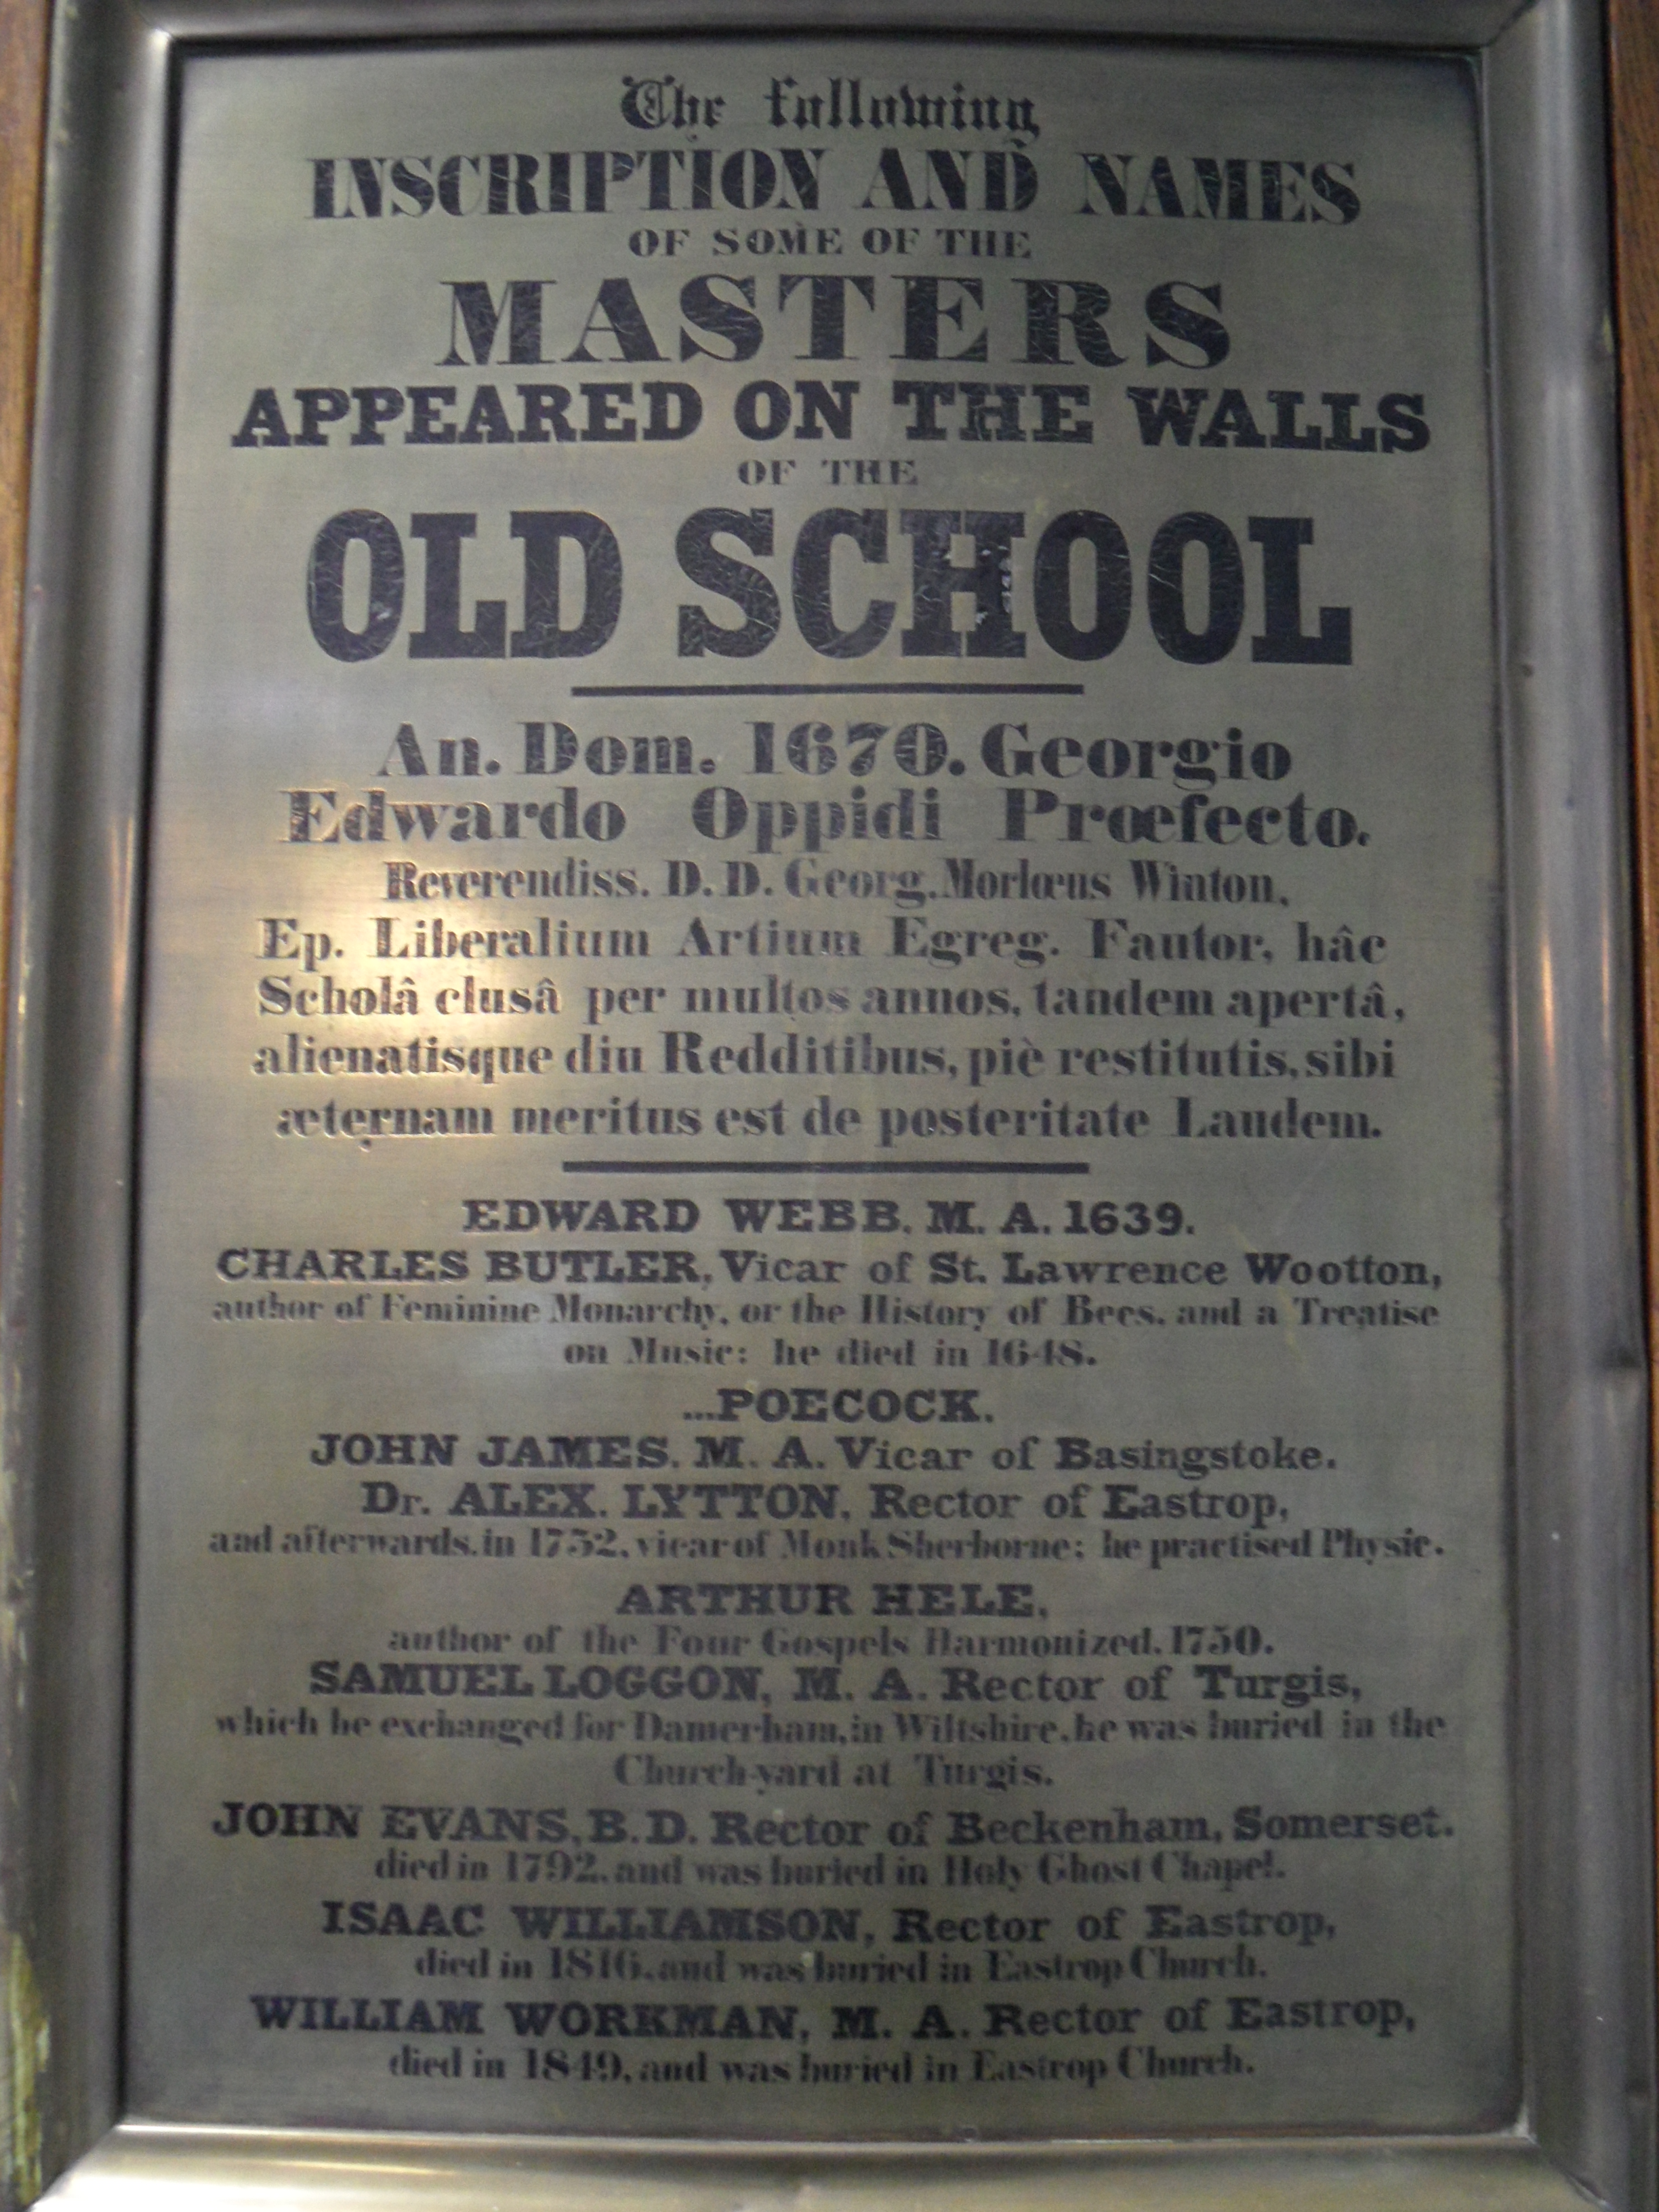 The following
INSCRIPTION AND NAMES
OF SOME OF THE
MASTERS
APPEARED ON THE WALLS
OF THE
OLD SCHOOL
An. Dom. 1670. Georgio
Edwardo Oppidi Prœfecto.
Reverendiss. D. D. Georg. Morlœus Winton,
Ep. Liberalium Artium Egreg. Fautor, hâc
Scholâ clusâ per multos annos, tandem apertâ,
alienatisque diu Redditibus, piè restitutis, sibi
æternam meritus est de posteritate Laudem.
EDWARD WEBB, M. A. 1639.
CHARLES BUTLER, Vicar of St. Lawrence Wootton,
author of Feminine Monarchy, or the History of Bees, and a Treatise
on Music: he died in 1648.
...POECOCK.
JOHN JAMES, M. A. Vicar of Basingstoke.
Dr. ALEX. LYTTON, Rector of Eastrop,
and afterwards, in 1732, vicar of Monk Sherborne; he practised Physic.
ARTHUR HELE,
author of the Four Gospels Harmonized, 1750.
SAMUEL LOGGON, M. A. Rector of Turgis,
which he exchanged for Damerham, in Wiltshire, he was buried in the
Church-yard at Turgis.
JOHN EVANS, B. D. Rector of Beckenham, Somerset.
died in 1792, and was buried in Holy Ghost Chapel.
ISAAC WILLIAMSON, Rector of Eastrop,
died in 1816, and was buried in Eastrop Church.
WILLIAM WORKMAN, M. A. Rector of Eastrop,
died in 1849, and was buried in Eastrop Church.